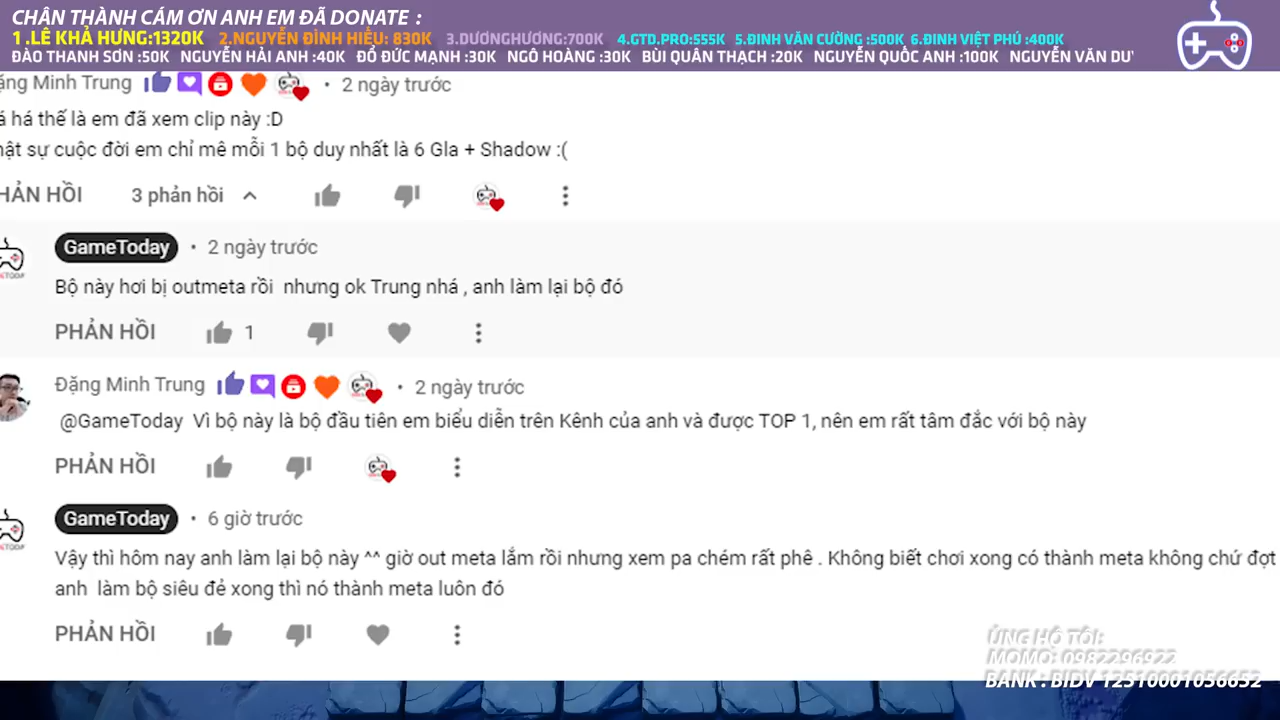 CHÂN THÀNH CÁM ƠN ANH EM ĐÃ DONATE :
1 .LÊ KHẢ HƯNG:1320K 2.NGUYỄN ĐÌNH HIẾU: 830K 3.DƯƠNGHƯƠNG:700K 4.GTD.PRO:555K 5.ĐINH VĂN CƯỜNG :500K 6.ĐINH VIỆT PHÚ :400K
ĐÀO THANH SƠN :50K NGUYỄN HẢI ANH :40K ĐỖ ĐỨC MẠNH :30K NGÔ HOÀNG :30K BÙI QUÂN THẠCH :20K NGUYỄN QUỐC ANH :100K NGUYỄN VĂN DƯ
ặng Minh Trung • 2 ngày trước
á há thế là em đã xem clip này :D
hật sự cuộc đời em chỉ mê mỗi 1 bộ duy nhất là 6 Gla + Shadow :(
HẢN HỒI 3 phản hồi
GameToday • 2 ngày trước
Bộ này hơi bị outmeta rồi nhưng ok Trung nhá , anh làm lại bộ đó
PHẢN HỒI 1
Đặng Minh Trung • 2 ngày trước
@GameToday Vì bộ này là bộ đầu tiên em biểu diễn trên Kênh của anh và được TOP 1, nên em rất tâm đắc với bộ này
PHẢN HỒI
GameToday • 6 giờ trước
Vậy thì hôm nay anh làm lại bộ này ^^ giờ out meta lắm rồi nhưng xem pa chém rất phê . Không biết chơi xong có thành meta không chứ đợt
anh làm bộ siêu đẻ xong thì nó thành meta luôn đó
PHẢN HỒI
ỦNG HỘ TÔI:
MOMO: 0982296922
BANK : BIDV 12510001056652